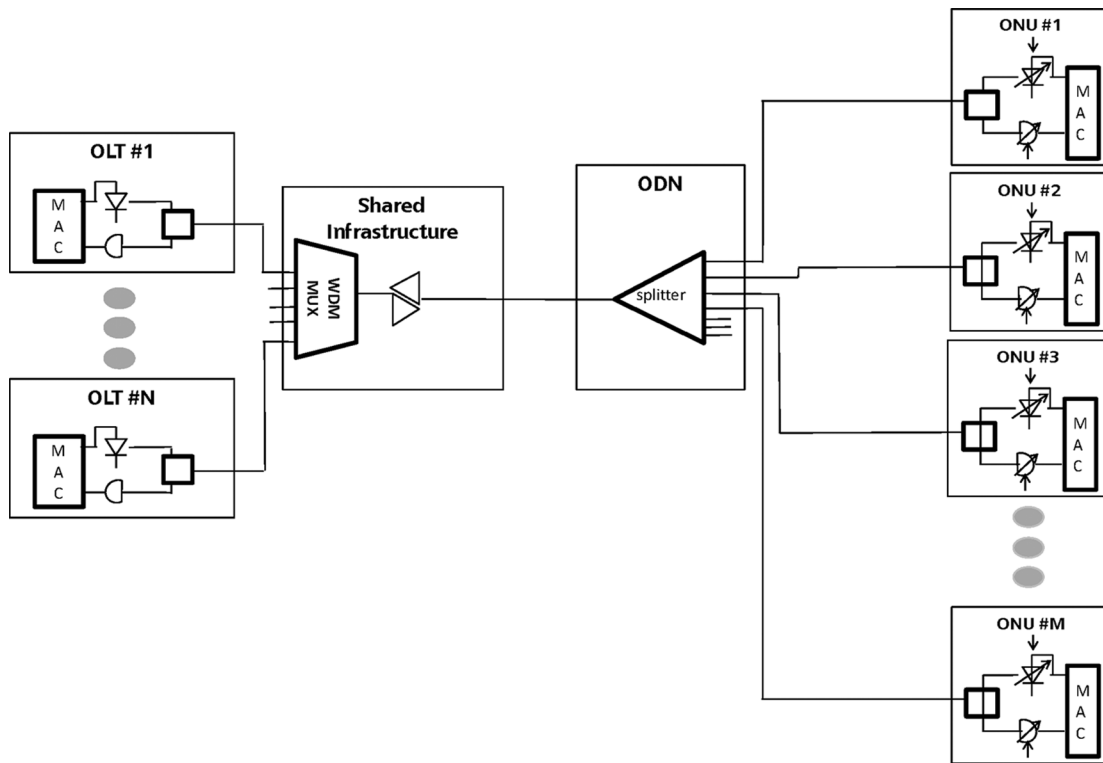 OLT #1
M
A
C
OLT #N
M
A
C
Shared
Infrastructure
WDM
MUX
ODN
splitter
ONU #1
M
A
C
ONU #2
M
A
C
ONU #3
M
A
C
ONU #M
M
A
C